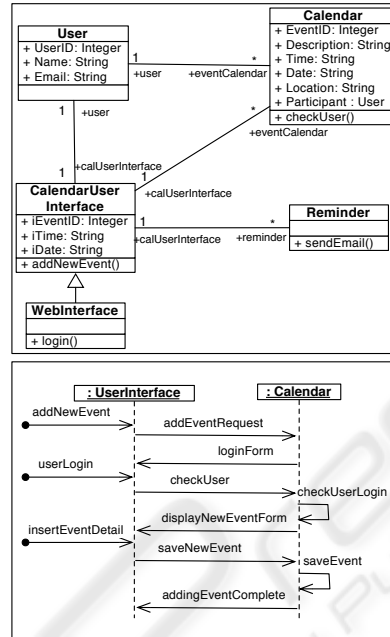 User
+ UserID: Integer
+ Name: String
+ Email: String
Calendar
+ EventID: Integer
+ Description: String
+ Time: String
+ Date: String
+ Location: String
+ Participant : User
+ checkUser()
1
+user
*
+eventCalendar
1
+user
*
+eventCalendar
1
+calUserInterface
1
+calUserInterface
CalendarUser
Interface
+ iEventID: Integer
+ iTime: String
+ iDate: String
+ addNewEvent()
1
+calUserInterface
*
+reminder
Reminder
+ sendEmail()
WebInterface
+ login()
: UserInterface
: Calendar
addNewEvent
addEventRequest
loginForm
userLogin
checkUser
checkUserLogin
displayNewEventForm
insertEventDetail
saveNewEvent
saveEvent
addingEventComplete